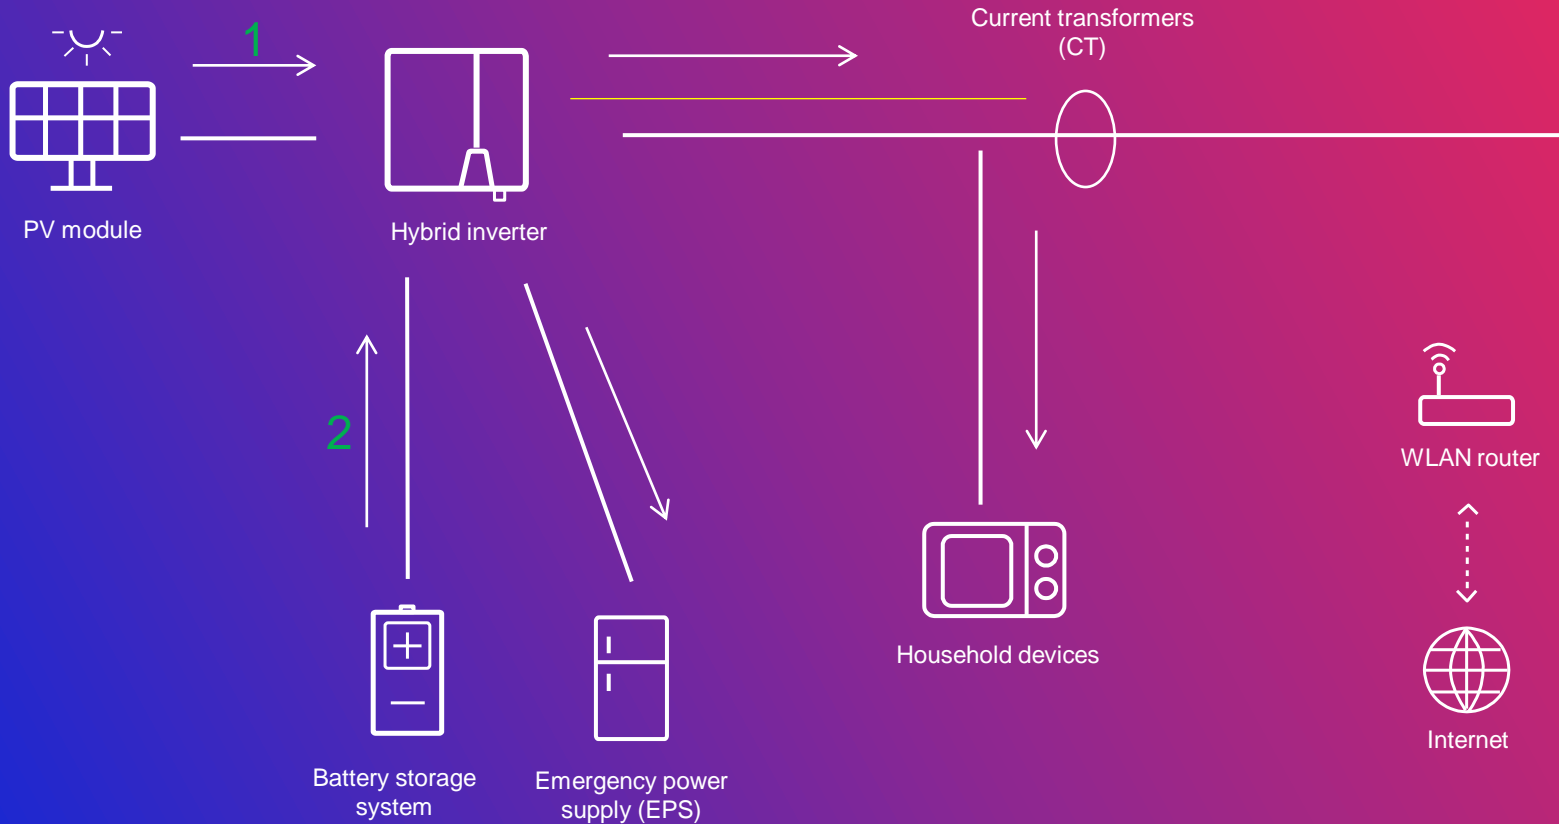 Current transformers
(CT)
1
PV module
Hybrid inverter
2
WLAN router
Household devices
Internet
Battery storage
system
Emergency power
supply (EPS)